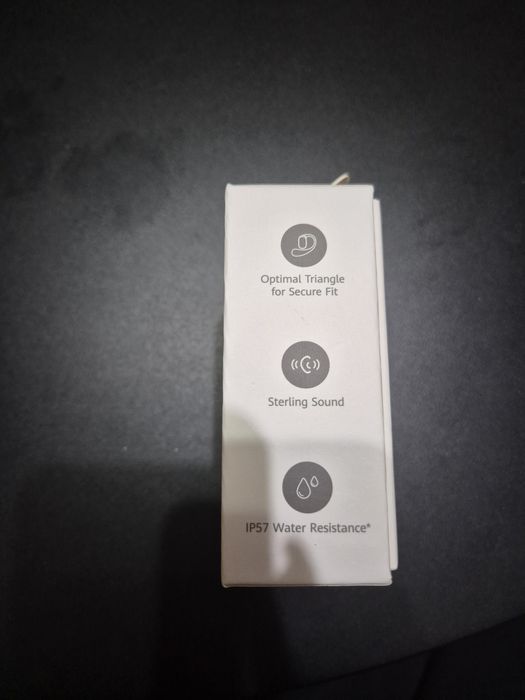 Optimal Triangle
for Secure Fit
Sterling Sound
IP57 Water Resistance*